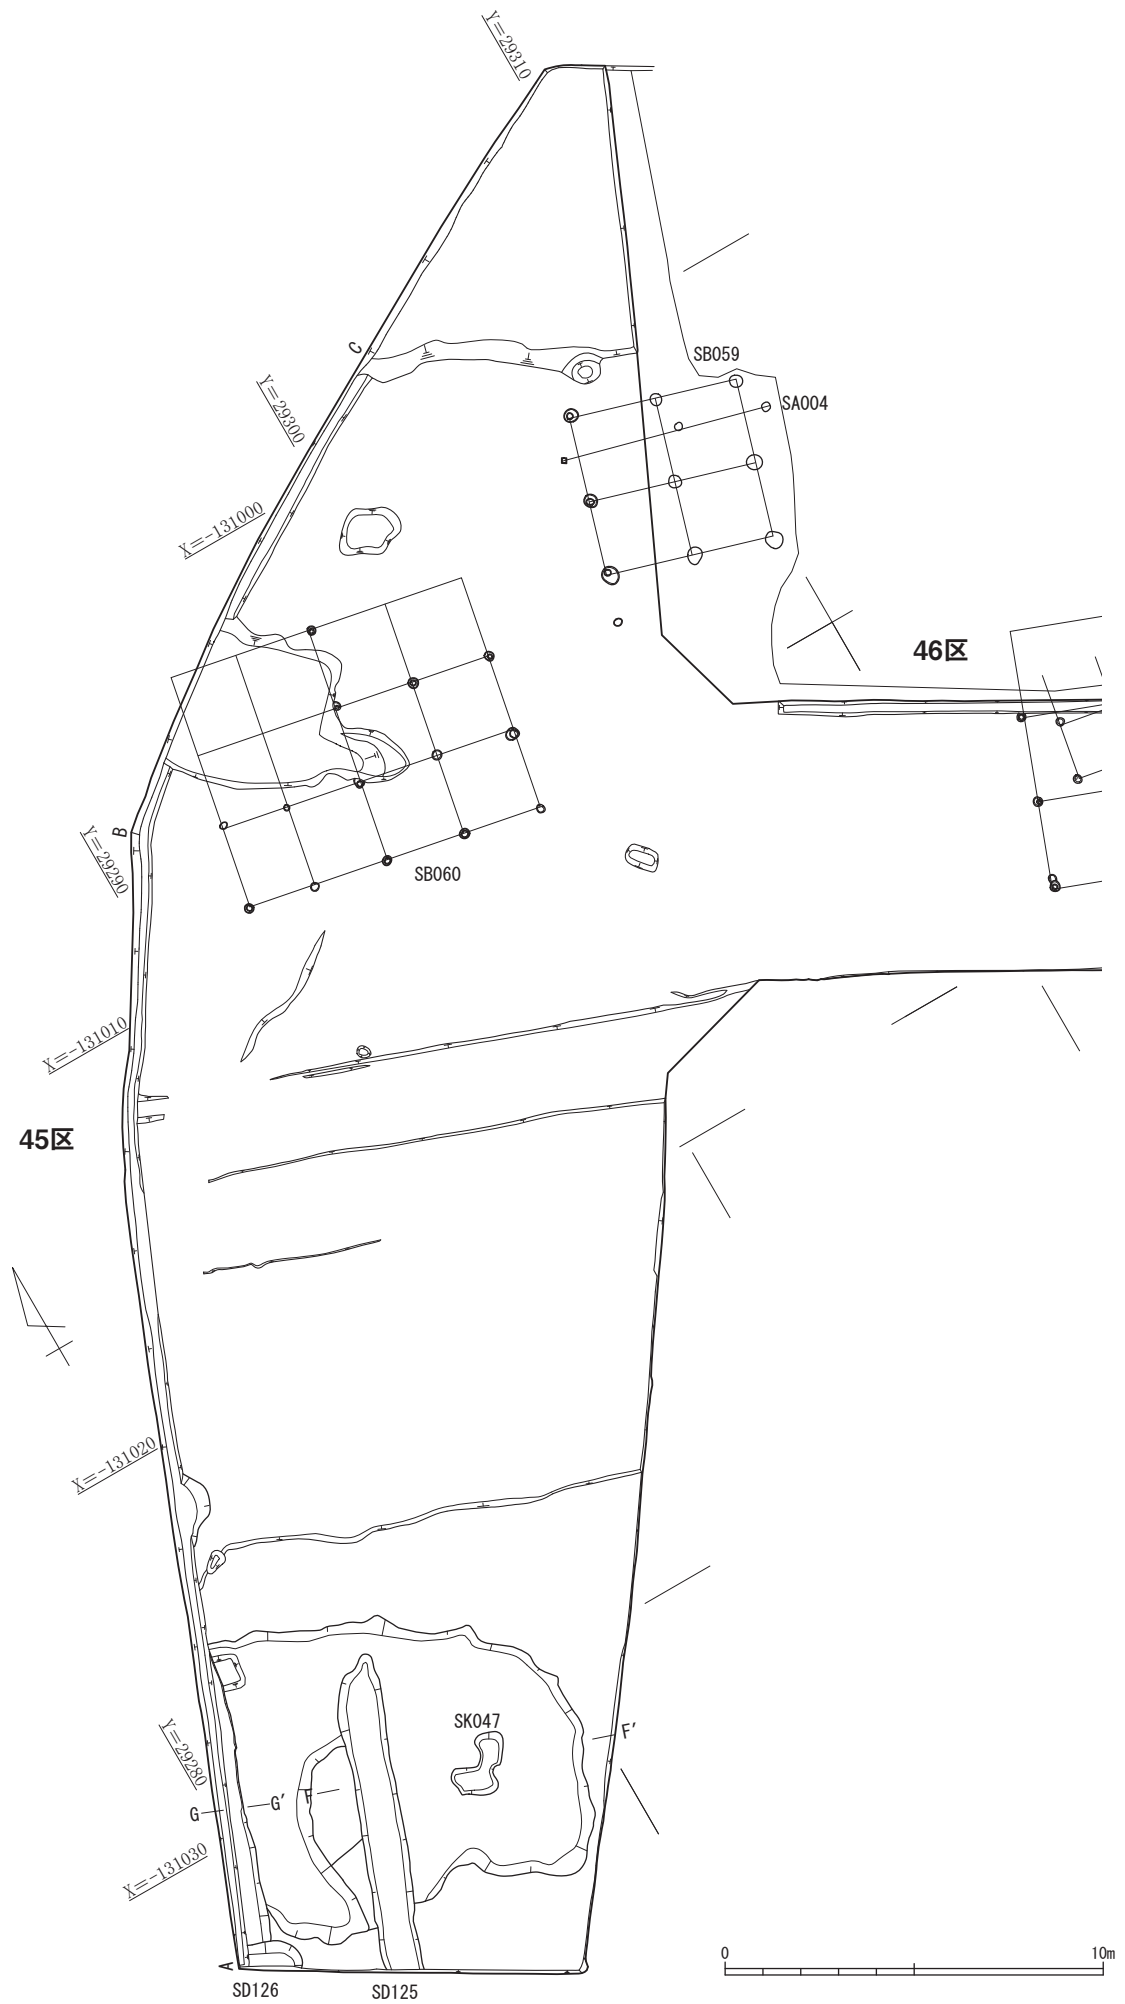 Y=29310
C
SB059
Y=29300
SA004
X=-131000
46区
B
Y=29290
SB060
X=-131010
45区
X=-131020
SK047
F'
Y=29280
G
G'
F
X=-131030
0
10m
A
SD126
SD125